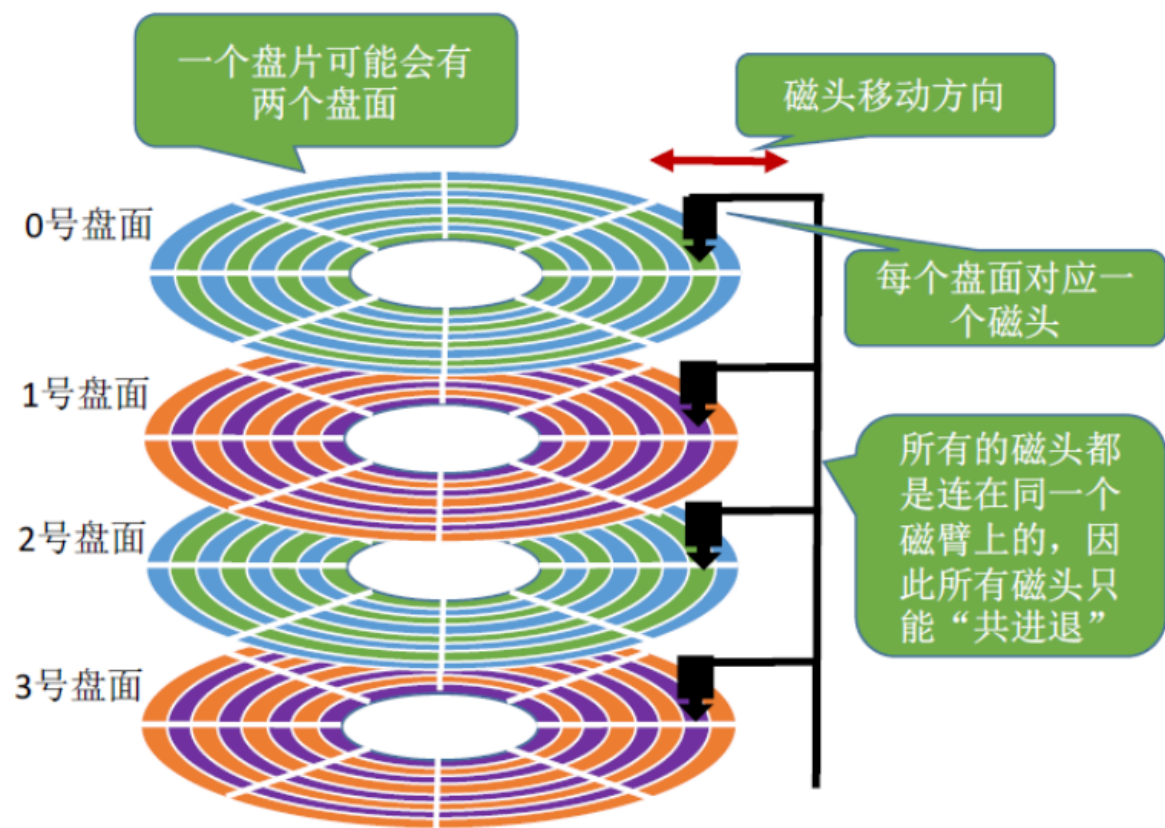 一个盘片可能会有
两个盘面
磁头移动方向
0号盘面
每个盘面对应一
个磁头
1号盘面
所有的磁头都
是连在同一个
磁臂上的，因
此所有磁头只
能“共进退”
2号盘面
3号盘面